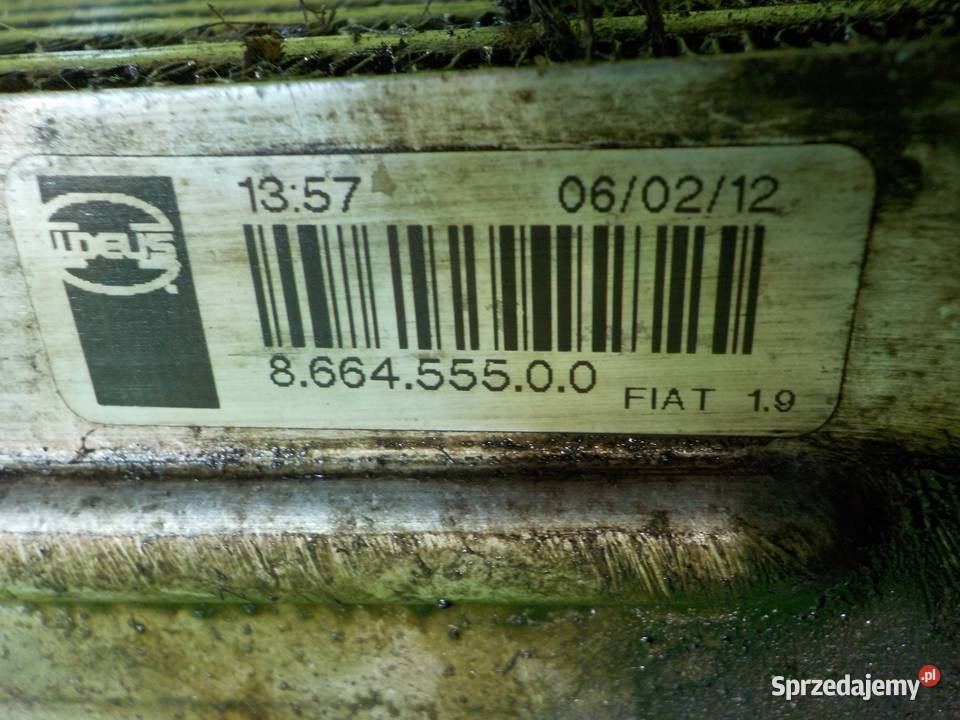 13:57 06/02/12
8.664.555.0.0
FIAT 1.9
Sprzedajemy.pl